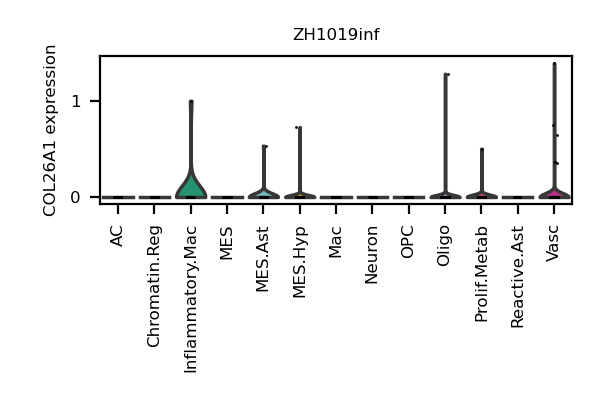 ZH1019inf
COL26A1 expression
1
0
AC
Chromatin.Reg
Inflammatory.Mac
MES
MES.Ast
MES.Hyp
Mac
Neuron
OPC
Oligo
Prolif.Metab
Reactive.Ast
Vasc